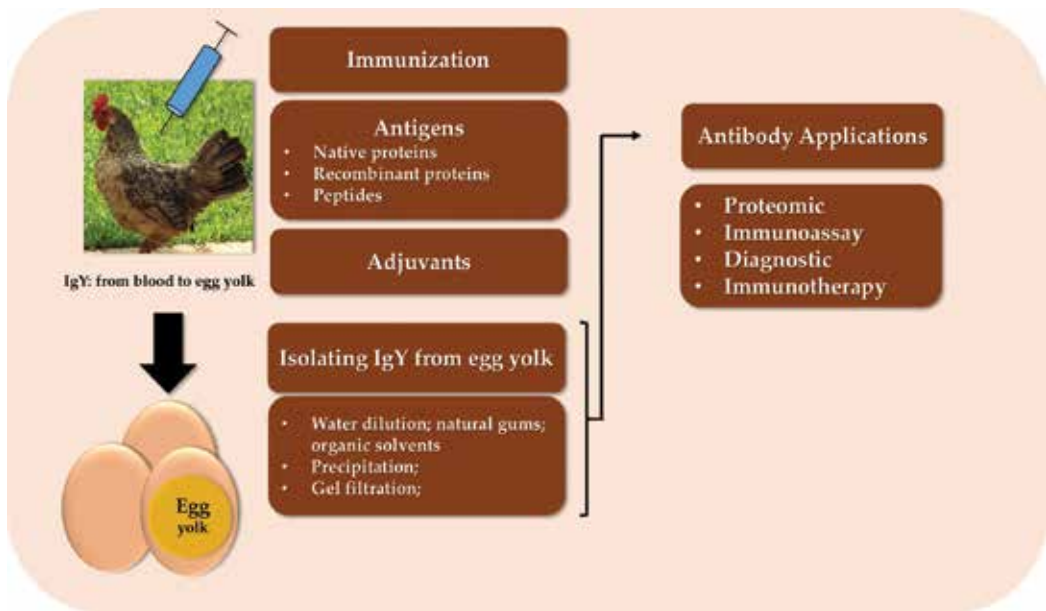 Immunization
Antigens
• Native proteins
• Recombinant proteins
• Peptides
Adjuvants
IgY: from blood to egg yolk
Isolating IgY from egg yolk
• Water dilution; natural gums;
organic solvents
• Precipitation;
• Gel filtration;
Egg
yolk
Antibody Applications
• Proteomic
• Immunoassay
• Diagnostic
• Immunotherapy